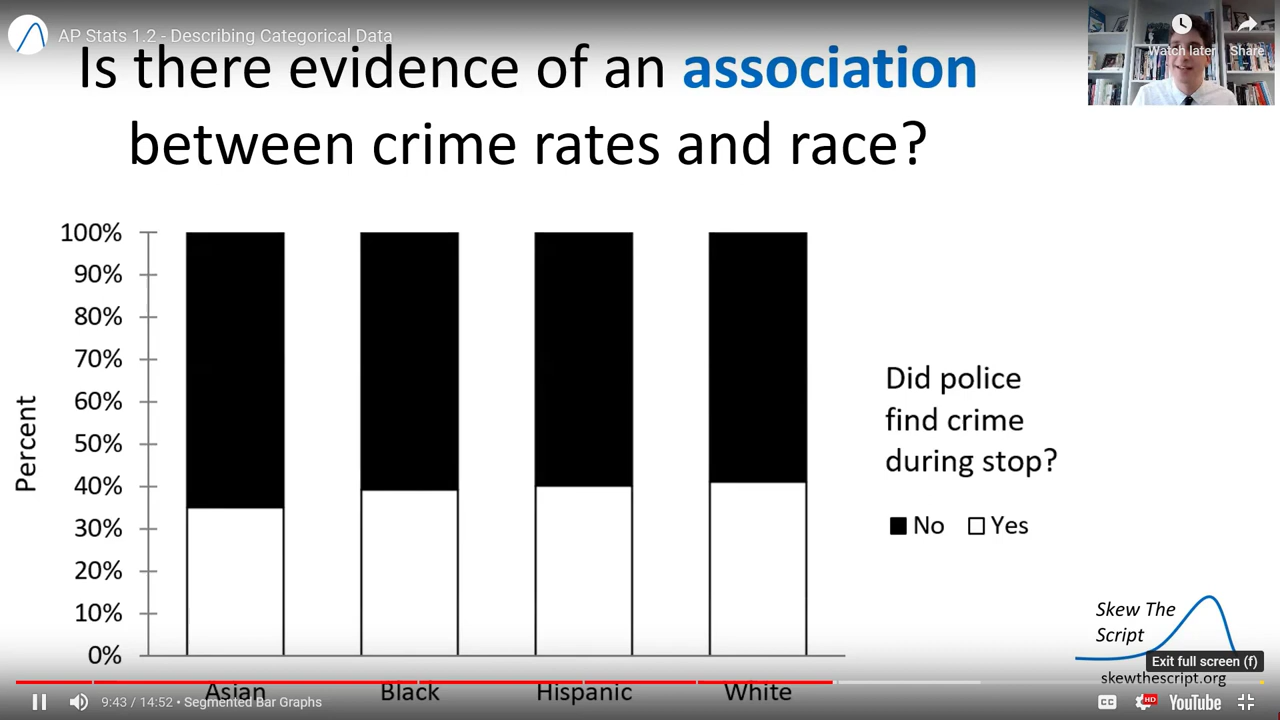 AP Stats 1.2 - Describing Categorical Data
Watch later
Share
Is there evidence of an association
between crime rates and race?
100%
90%
80%
70%
60%
50%
40%
30%
20%
10%
0%
Percent
Asian
Black
Hispanic
White
Did police
find crime
during stop?
No
Yes
Skew The
Script
skewthescript.org
Exit full screen (f)
9:43 / 14:52 • Segmented Bar Graphs
CC
HD
YouTube